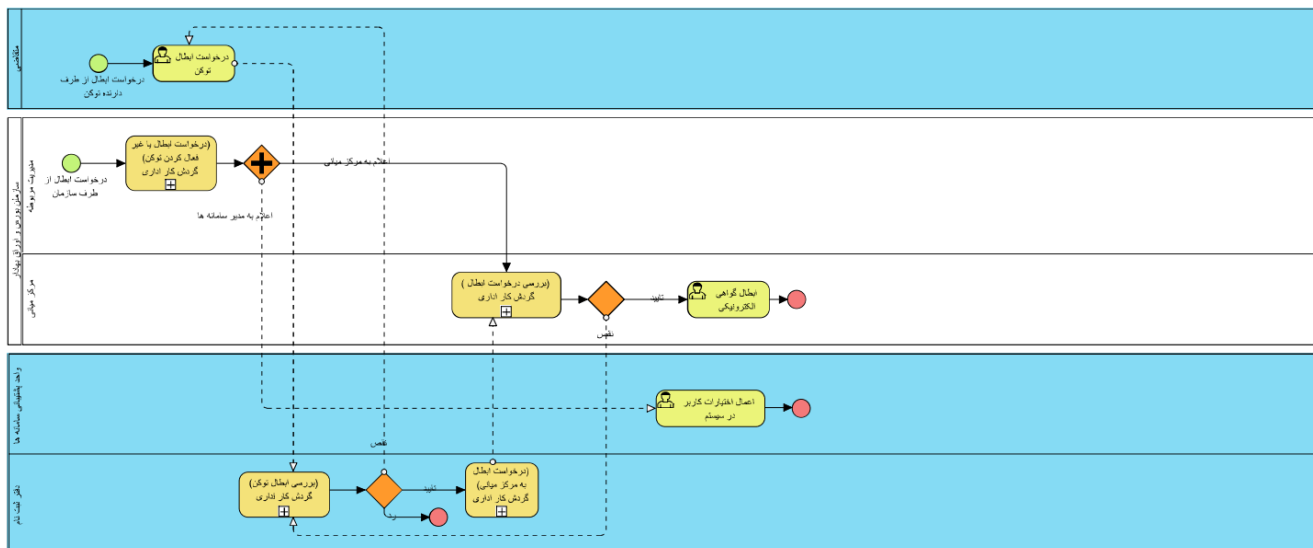 متقاضی
درخواست ابطال
توکن
درخواست ابطال از طرف
دارنده توکن
سازمان بورس و اوراق بهادار
مدیریت مربوطه
(درخواست ابطال یا غیر
فعال کردن توکن)
گردش کار اداری
درخواست ابطال از
طرف سازمان
اعلام به مرکز میانی
اعلام به مدیر سامانه ها
مرکز میانی
(بررسی درخواست ابطال )
گردش کار اداری
تایید
ابطال گواهی
الکترونیکی
نقص
واحد پشتیبانی سامانه ها
اعمال اختیارات کاربر
در سیستم
نقص
دفتر ثبت نام
(بررسی ابطال توکن)
گردش کار اداری
تایید
رد
(درخواست ابطال
به مرکز میانی)
گردش کار اداری